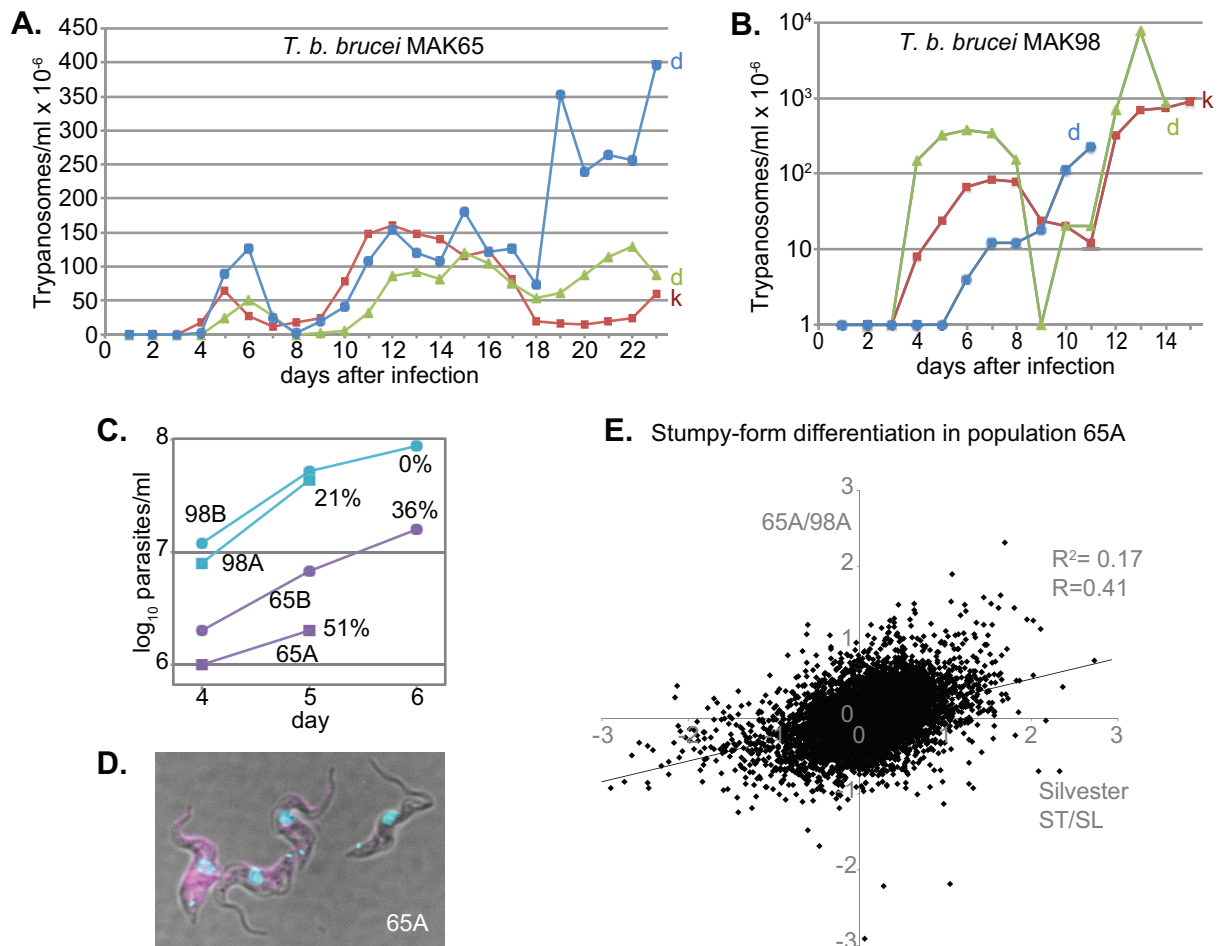 A.
T. b. brucei MAK65
Trypanosomes/ml x 10⁻⁶
450
400
350
300
250
200
150
100
50
0
d
d
k
0 2 4 6 8 10 12 14 16 18 20 22
days after infection
B.
T. b. brucei MAK98
Trypanosomes/ml x 10⁻⁶
10⁴
10³
10²
10
1
d
k
d
0 2 4 6 8 10 12 14
days after infection
C.
log₁₀ parasites/ml
8
7
6
98B
98A
65B
65A
0%
21%
36%
51%
4 5 6
day
D.
65A
E. Stumpy-form differentiation in population 65A
65A/98A
R²= 0.17
R=0.41
3
2
1
0
-1
-2
-3
-3 -2 -1 0 1 2 3
Silvester
ST/SL